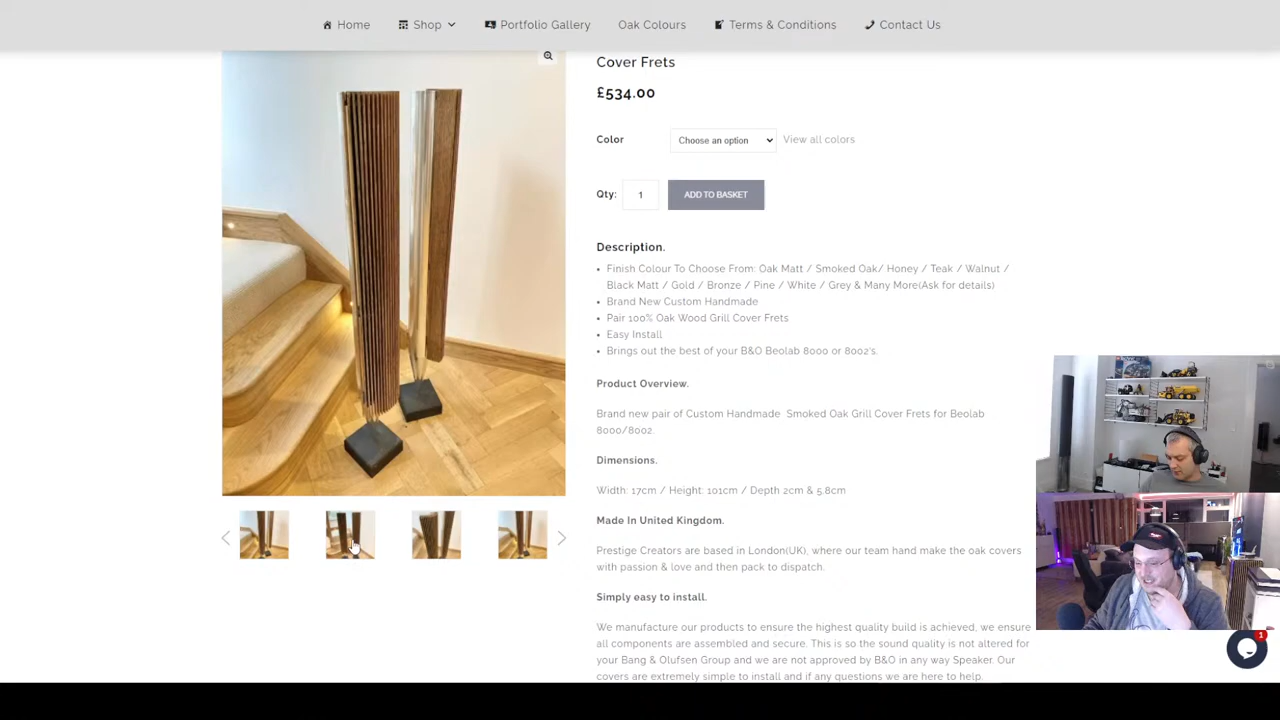 Home
Shop
Portfolio Gallery
Oak Colours
Terms & Conditions
Contact Us
Cover Frets
£534.00
Color
Choose an option
View all colors
Qty:
1
ADD TO BASKET
Description.
• Finish Colour To Choose From: Oak Matt / Smoked Oak/ Honey / Teak / Walnut /
Black Matt / Gold / Bronze / Pine / White / Grey & Many More(Ask for details)
• Brand New Custom Handmade
• Pair 100% Oak Wood Grill Cover Frets
• Easy Install
• Brings out the best of your B&O Beolab 8000 or 8002's.
Product Overview.
Brand new pair of Custom Handmade Smoked Oak Grill Cover Frets for Beolab
8000/8002.
Dimensions.
Width: 17cm / Height: 101cm / Depth 2cm & 5.8cm
Made In United Kingdom.
Prestige Creators are based in London(UK), where our team hand make the oak covers
with passion & love and then pack to dispatch.
Simply easy to install.
We manufacture our products to ensure the highest quality build is achieved, we ensure
all components are assembled and secure. This is so the sound quality is not altered for
your Bang & Olufsen Group and we are not approved by B&O in any way Speaker. Our
covers are extremely simple to install and if any questions we are here to help.
1